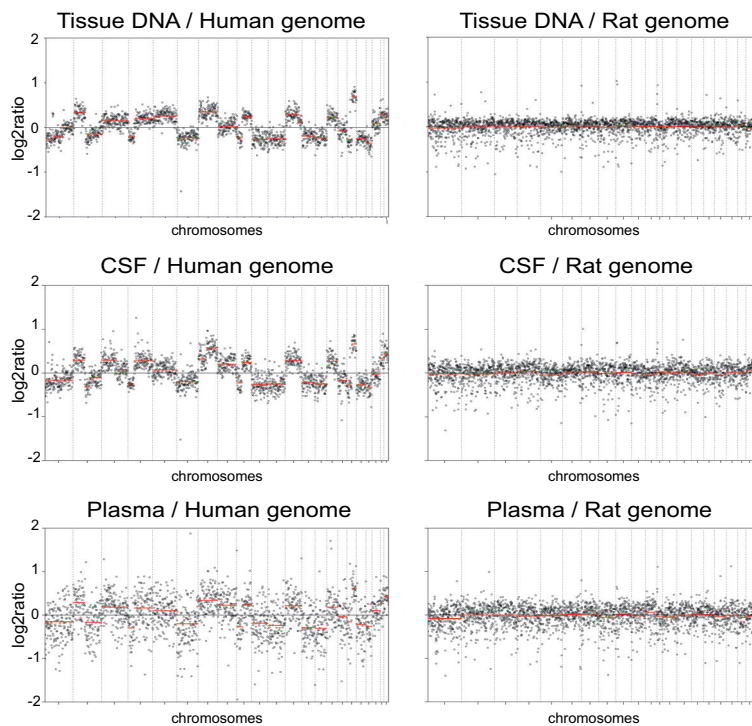 Tissue DNA / Human genome
Tissue DNA / Rat genome
2
1
0
-1
-2
log2ratio
chromosomes
chromosomes
CSF / Human genome
CSF / Rat genome
2
1
0
-1
-2
log2ratio
chromosomes
chromosomes
Plasma / Human genome
Plasma / Rat genome
2
1
0
-1
-2
log2ratio
chromosomes
chromosomes